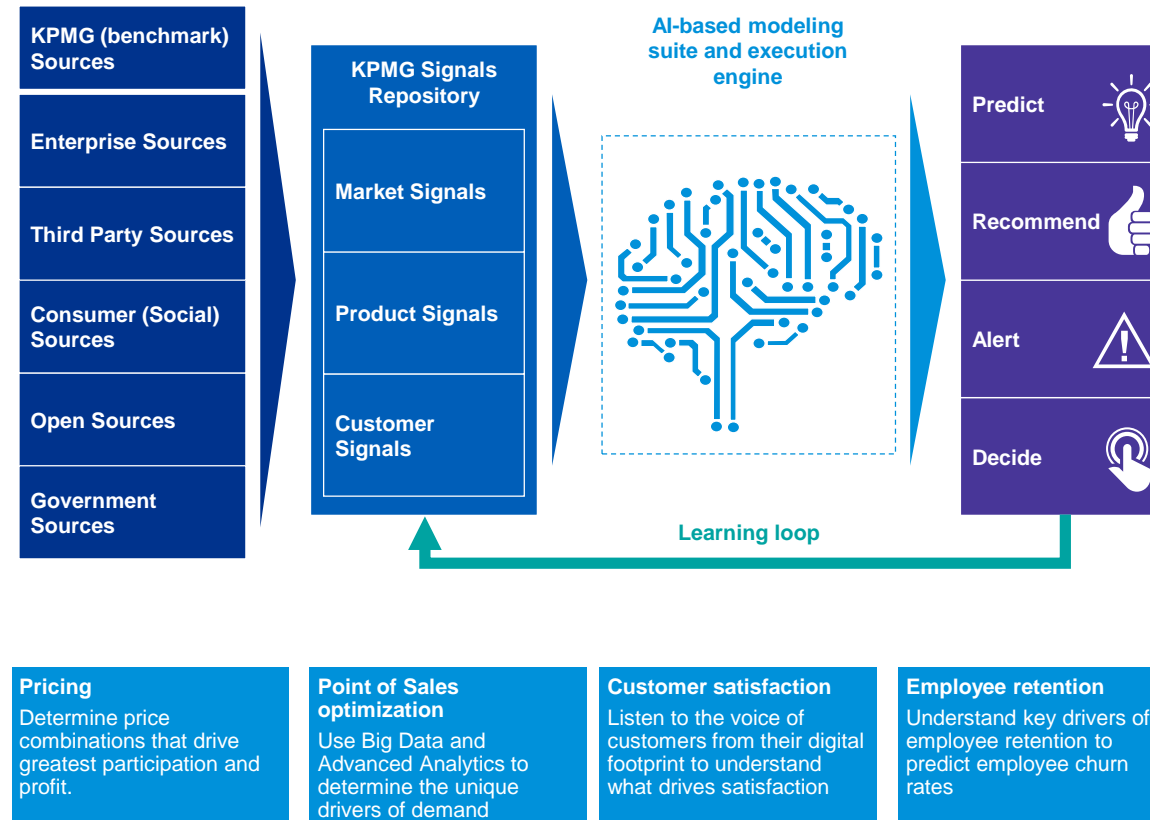 KPMG (benchmark)
Sources
Enterprise Sources
Third Party Sources
Consumer (Social)
Sources
Open Sources
Government
Sources
KPMG Signals
Repository
Market Signals
Product Signals
Customer
Signals
AI-based modeling
suite and execution
engine
Predict
Recommend
Alert
Decide
Learning loop
Pricing
Determine price
combinations that drive
greatest participation and
profit.
Point of Sales
optimization
Use Big Data and
Advanced Analytics to
determine the unique
drivers of demand
Customer satisfaction
Listen to the voice of
customers from their digital
footprint to understand
what drives satisfaction
Employee retention
Understand key drivers of
employee retention to
predict employee churn
rates